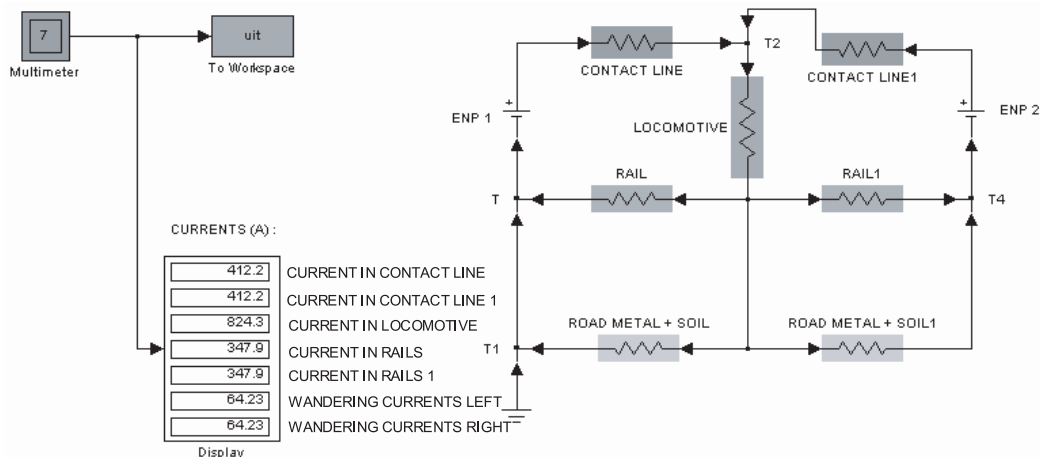 7
Multimeter
uit
To Workspace
CONTACT LINE
T2
CONTACT LINE1
+
ENP 1
LOCOMOTIVE
+
ENP 2
RAIL
RAIL1
T
T4
CURRENTS (A) :
412.2 CURRENT IN CONTACT LINE
412.2 CURRENT IN CONTACT LINE 1
824.3 CURRENT IN LOCOMOTIVE
347.9 CURRENT IN RAILS
347.9 CURRENT IN RAILS 1
64.23 WANDERING CURRENTS LEFT
64.23 WANDERING CURRENTS RIGHT
Display
ROAD METAL + SOIL
ROAD METAL + SOIL1
T1